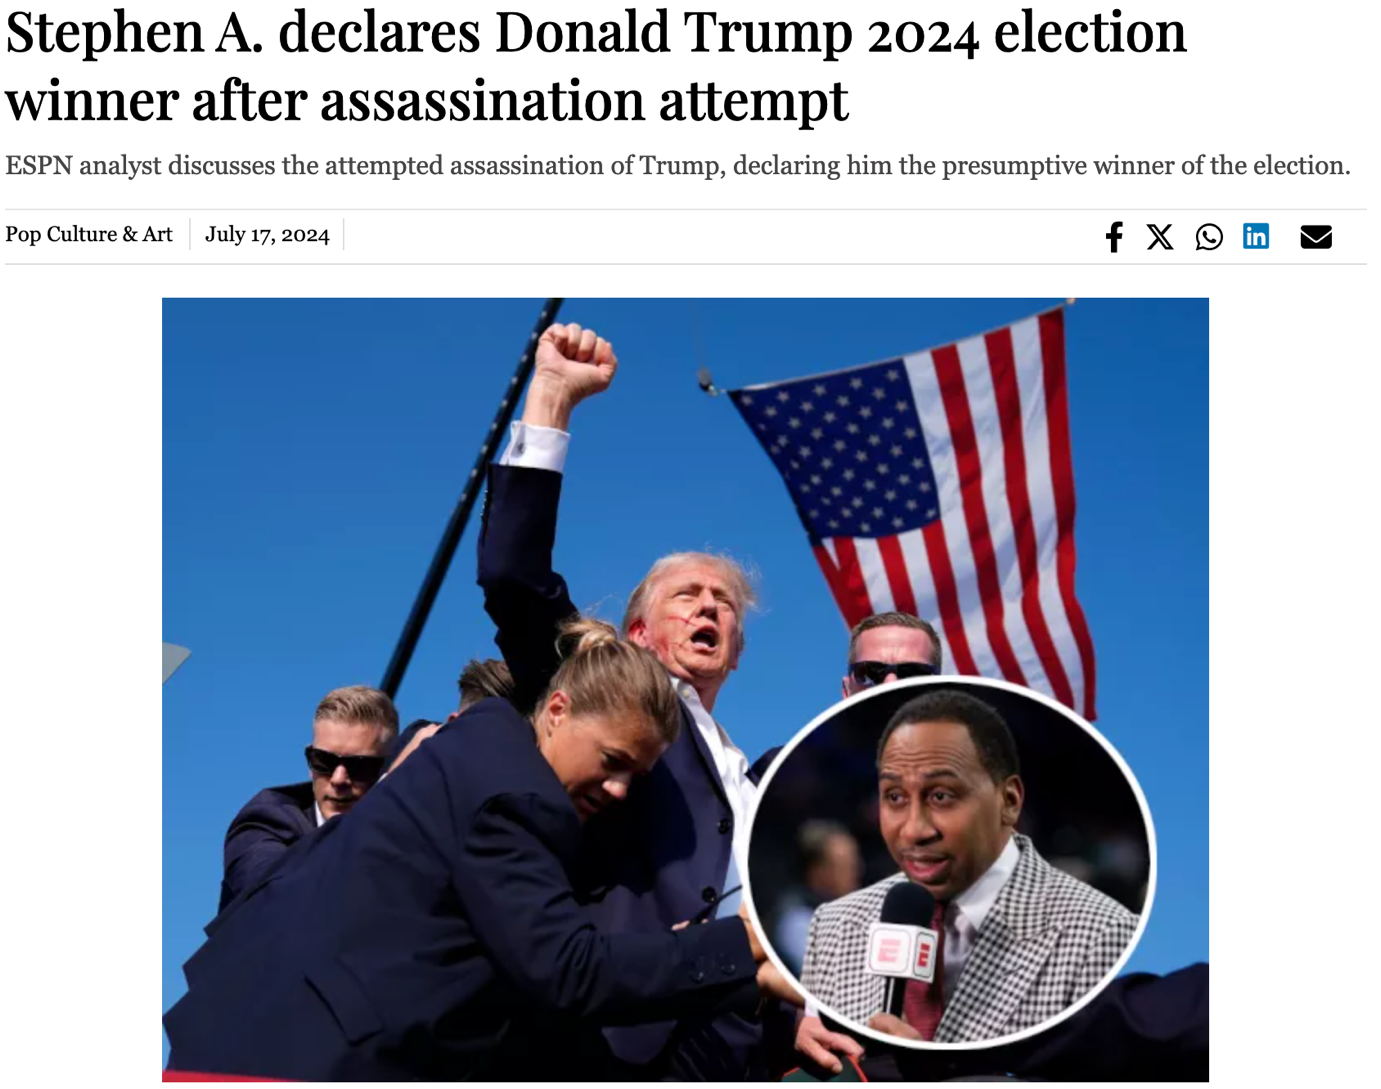 Stephen A. declares Donald Trump 2024 election
winner after assassination attempt
ESPN analyst discusses the attempted assassination of Trump, declaring him the presumptive winner of the election.
Pop Culture & Art
July 17, 2024